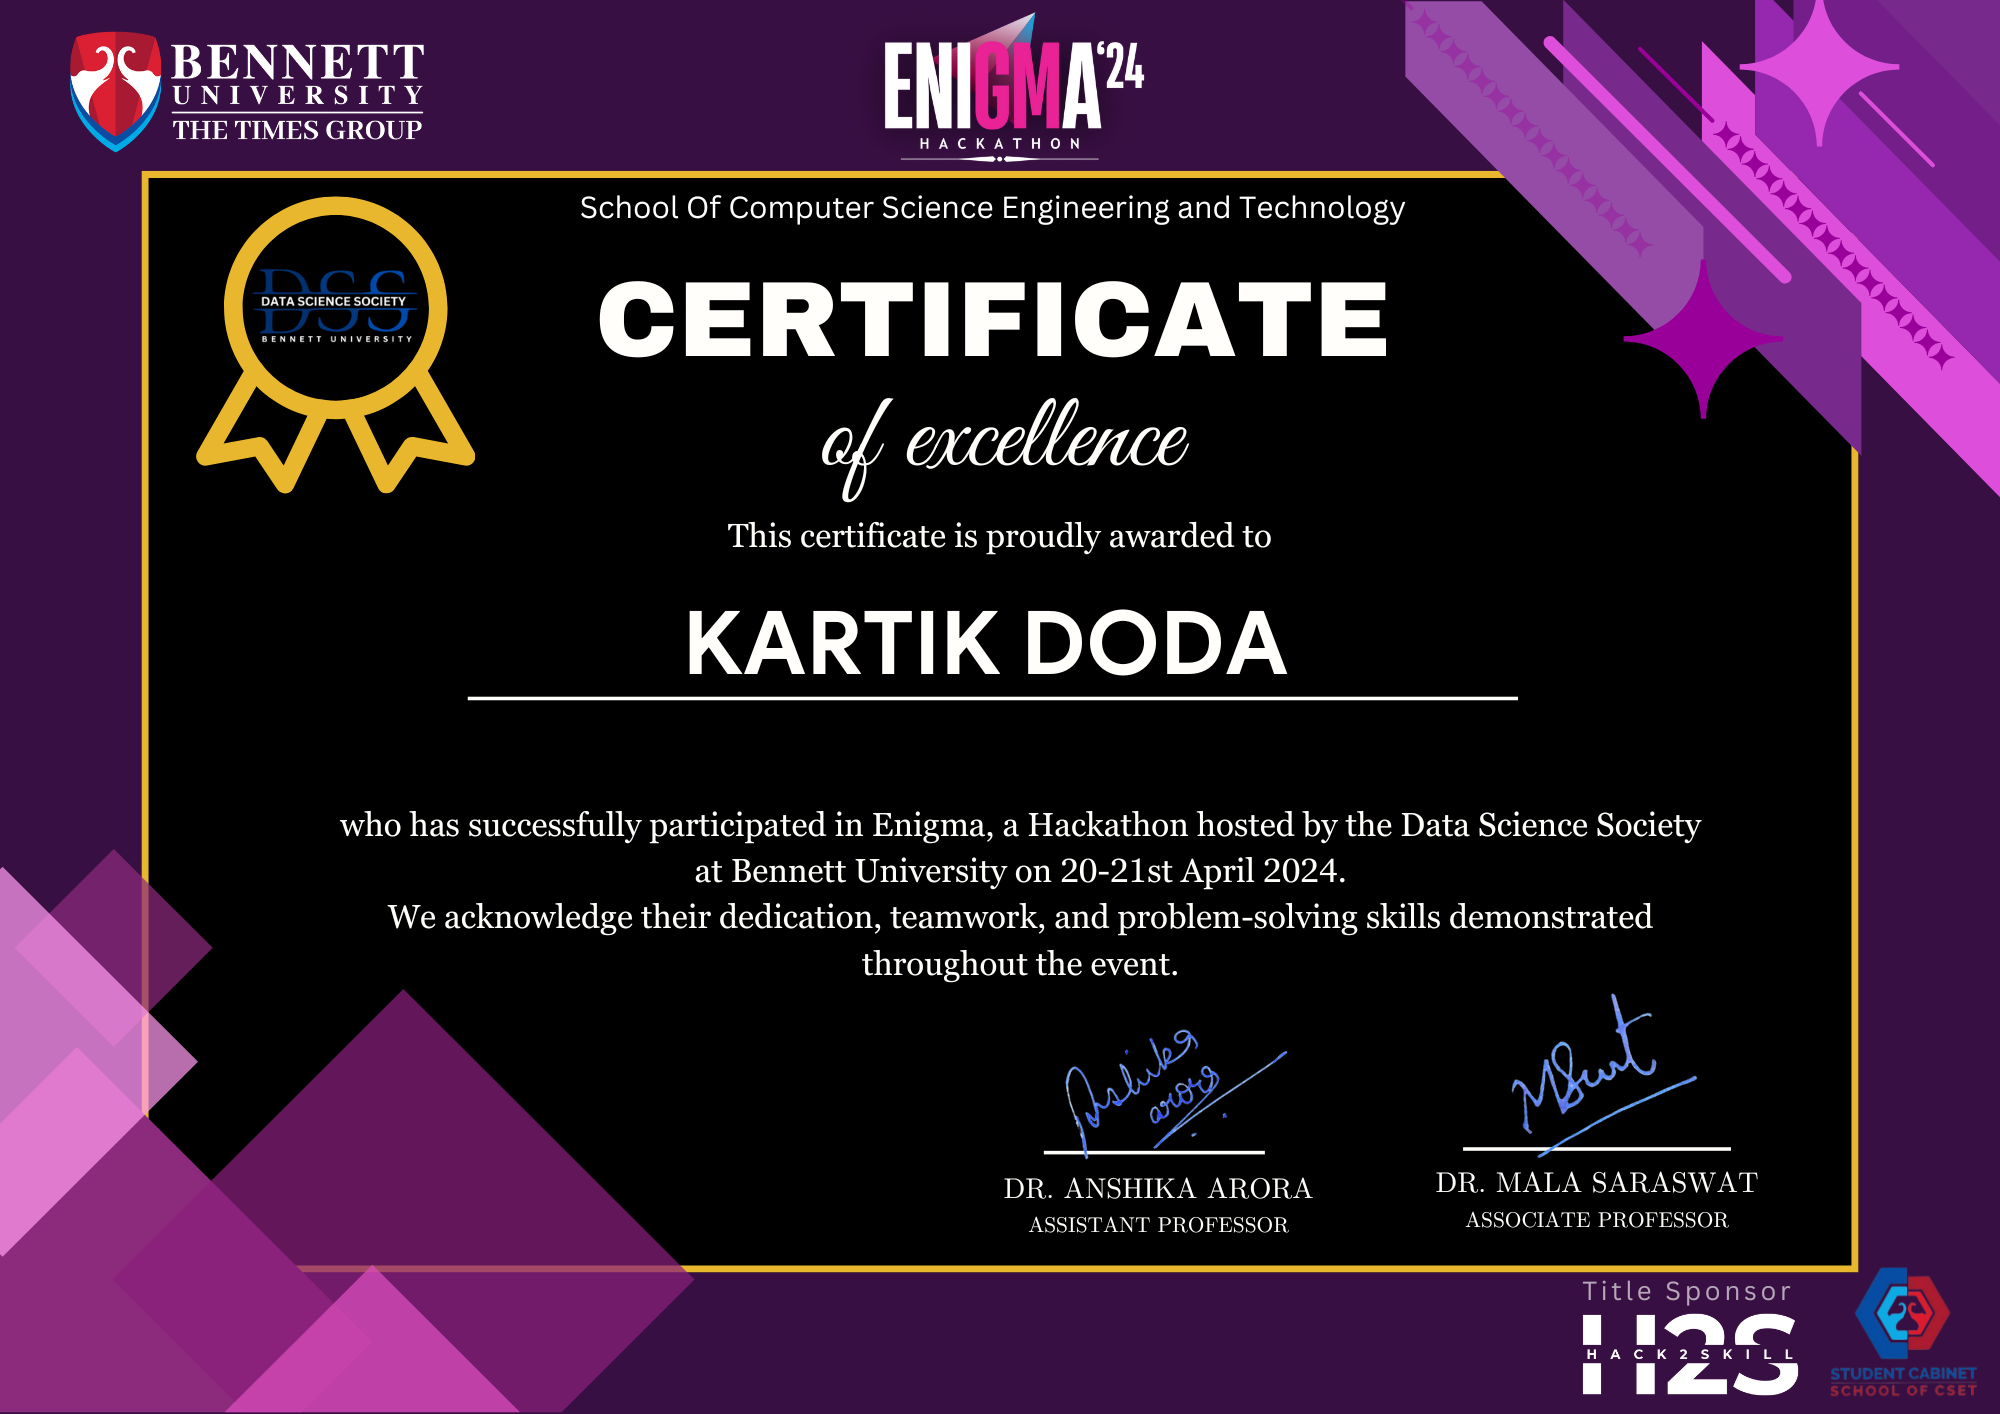 BENNETT
UNIVERSITY
THE TIMES GROUP
ENIGMA‘24
HACKATHON
School Of Computer Science Engineering and Technology
DSS
DATA SCIENCE SOCIETY
BENNETT UNIVERSITY
CERTIFICATE
of excellence
This certificate is proudly awarded to
KARTIK DODA
who has successfully participated in Enigma, a Hackathon hosted by the Data Science Society
at Bennett University on 20-21st April 2024.
We acknowledge their dedication, teamwork, and problem-solving skills demonstrated
throughout the event.
Anshika
arora
DR. ANSHIKA ARORA
ASSISTANT PROFESSOR
DR. MALA SARASWAT
ASSOCIATE PROFESSOR
Title Sponsor
H2S
HACK2SKILL
STUDENT CABINET
SCHOOL OF CSET